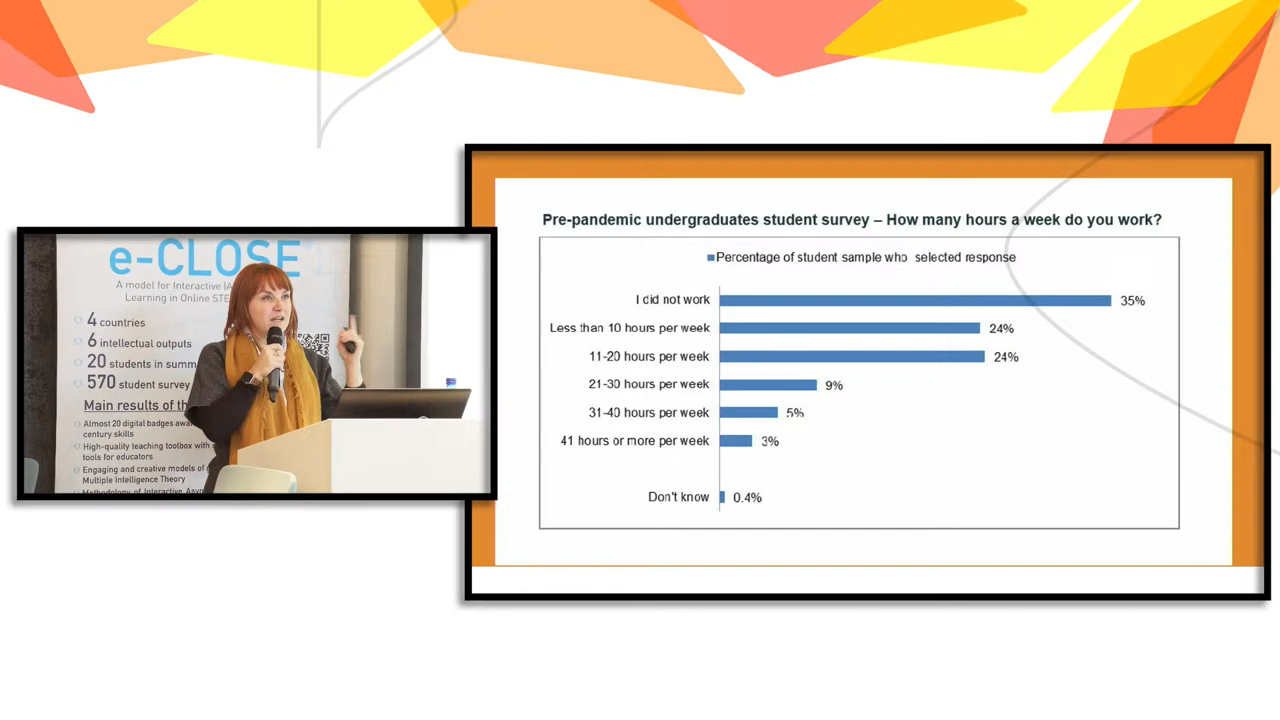 e-CLOSE
A model for Interactive (A
Learning in Online STE
4 countries
6 intellectual outputs
20 students in summ
570 student survey
Main results of th
Almost 20 digital badges awa
century skills
High-quality teaching toolbox with
tools for educators
Engaging and creative models of
Multiple Intelligence Theory
Methodology of Interactive Asyn
Pre-pandemic undergraduates student survey – How many hours a week do you work?
Percentage of student sample who selected response
I did not work 35%
Less than 10 hours per week 24%
11-20 hours per week 24%
21-30 hours per week 9%
31-40 hours per week 5%
41 hours or more per week 3%
Don't know 0.4%